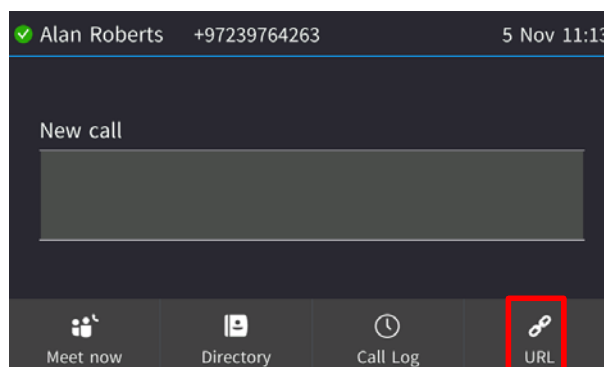 Alan Roberts +97239764263 5 Nov 11:13
New call
Meet now Directory Call Log URL